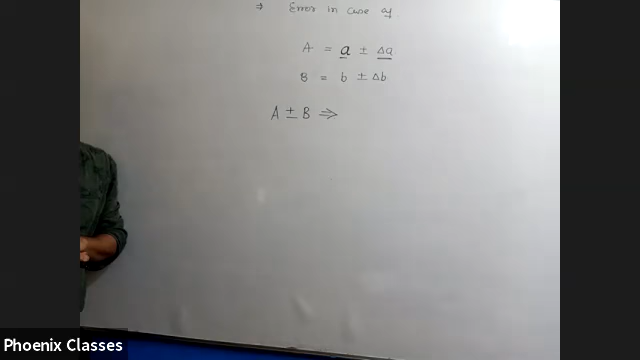 ⇒ Error in case of
A = a ± Δa
B = b ± Δb
A ± B ⇒
Phoenix Classes